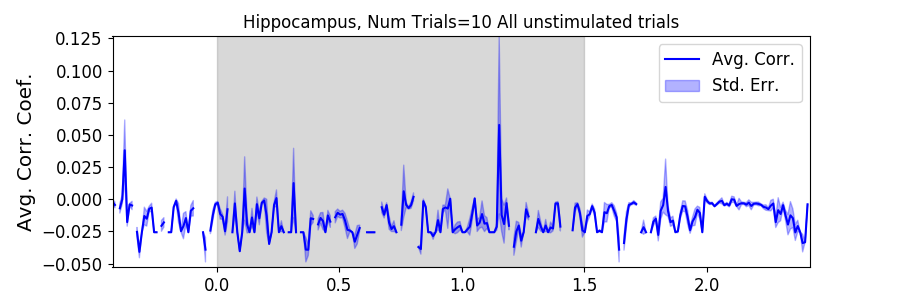 Hippocampus, Num Trials=10 All unstimulated trials
Avg. Corr. Coef.
0.125
0.100
0.075
0.050
0.025
0.000
−0.025
−0.050
Avg. Corr.
Std. Err.
0.0 0.5 1.0 1.5 2.0